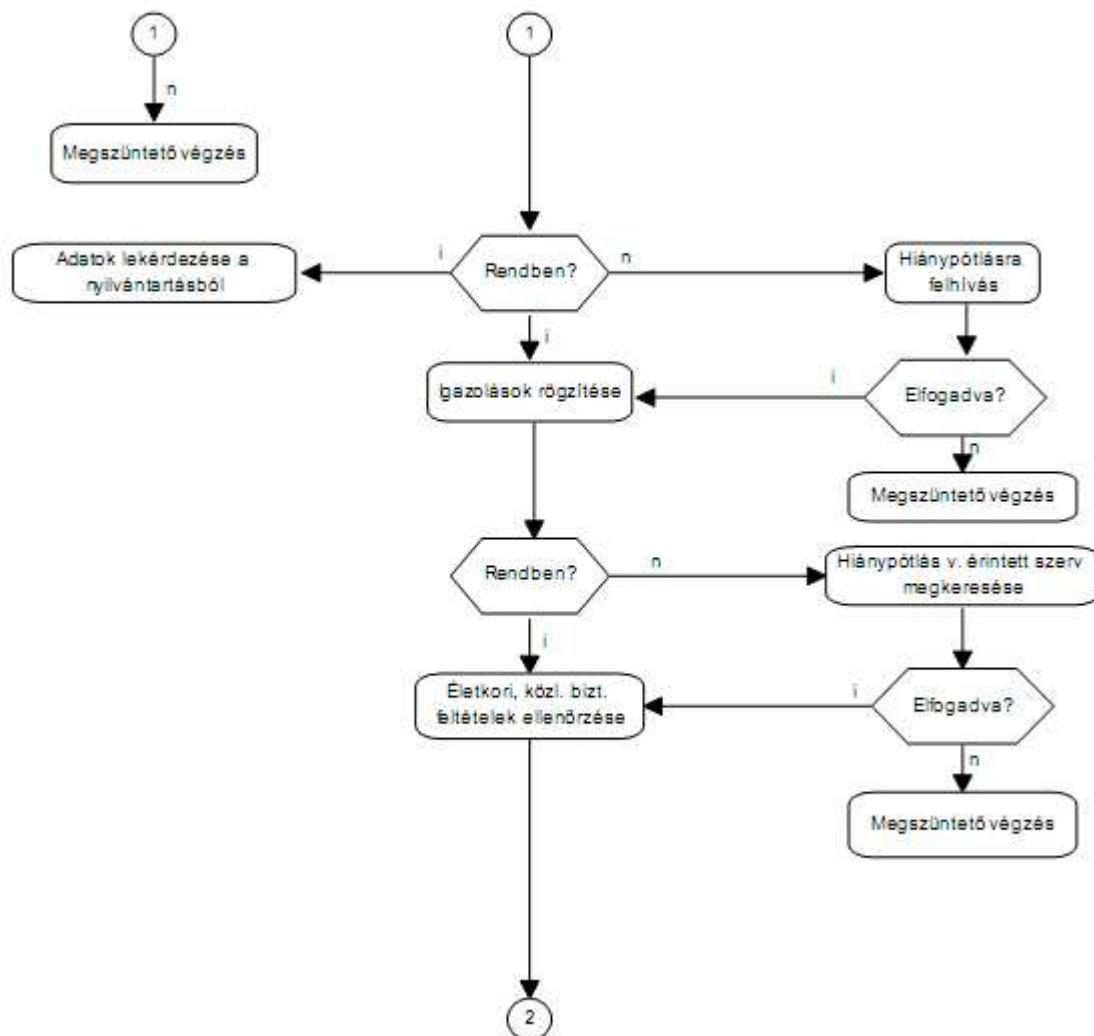 1
1
n
Megszüntető végzés
i
Rendben?
n
Adatok lekérdezése a
nyilvántartásból
Hiánypótlásra
felhívás
i
Igazolások rögzítése
i
Elfogadva?
n
Megszüntető végzés
Rendben?
n
Hiánypótlás v. érintett szerv
megkeresése
i
Életkori, közl. bizt.
feltételek ellenőrzése
i
Elfogadva?
n
Megszüntető végzés
2